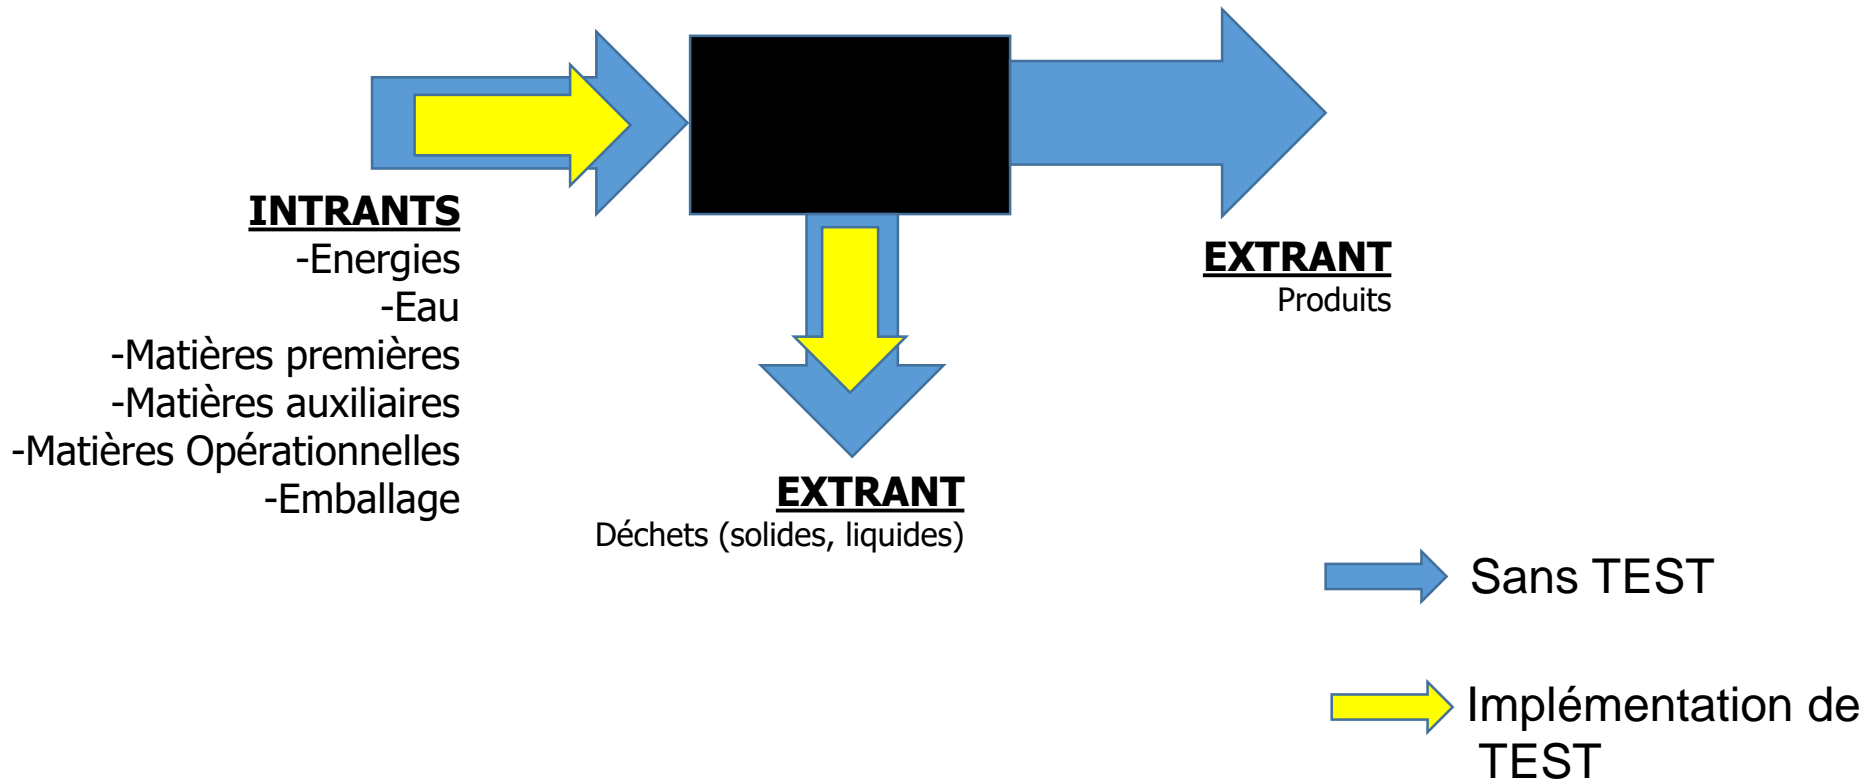 INTRANTS
-Energies
-Eau
-Matières premières
-Matières auxiliaires
-Matières Opérationnelles
-Emballage
EXTRANT
Déchets (solides, liquides)
EXTRANT
Produits
Sans TEST
Implémentation de
TEST